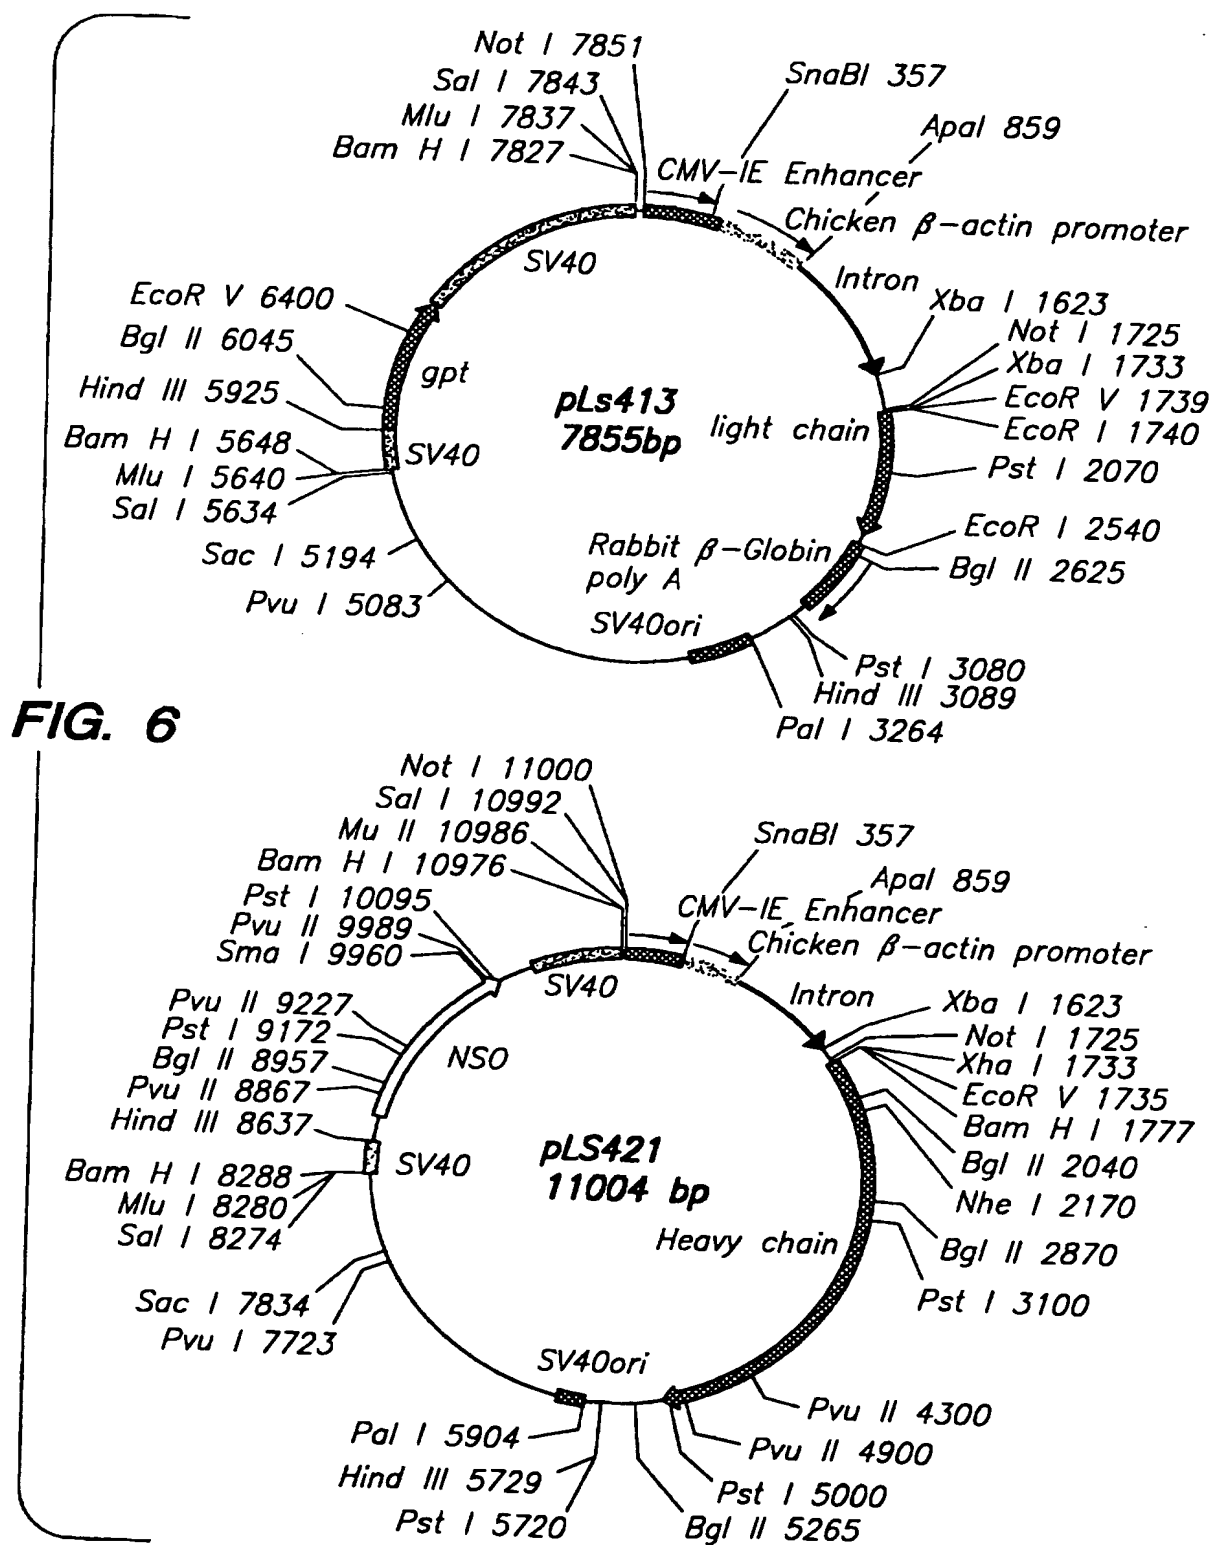 Not I 7851
Sal I 7843
Mlu I 7837
Bam H I 7827
SnaBI 357
ApaI 859
CMV-IE Enhancer
Chicken β-actin promoter
Intron
SV40
EcoR V 6400
Bgl II 6045
gpt
Hind III 5925
Bam H I 5648
SV40
Mlu I 5640
Sal I 5634
Sac I 5194
Pvu I 5083
pLs413
7855bp
light chain
Xba I 1623
Not I 1725
Xba I 1733
EcoR V 1739
EcoR I 1740
Pst I 2070
EcoR I 2540
Bgl II 2625
Rabbit β-Globin
poly A
SV40ori
Pst I 3080
Hind III 3089
Pal I 3264
FIG. 6
Not I 11000
Sal I 10992
Mu II 10986
Bam H I 10976
Pst I 10095
Pvu II 9989
Sma I 9960
SnaBI 357
ApaI 859
CMV-IE Enhancer
Chicken β-actin promoter
Intron
SV40
Pvu II 9227
Pst I 9172
Bgl II 8957
Pvu II 8867
NSO
Hind III 8637
Bam H I 8288
SV40
Mlu I 8280
Sal I 8274
Sac I 7834
Pvu I 7723
pLS421
11004 bp
Heavy chain
Xba I 1623
Not I 1725
Xha I 1733
EcoR V 1735
Bam H I 1777
Bgl II 2040
Nhe I 2170
Bgl II 2870
Pst I 3100
SV40ori
Pvu II 4300
Pvu II 4900
Pst I 5000
Bgl II 5265
Pal I 5904
Hind III 5729
Pst I 5720